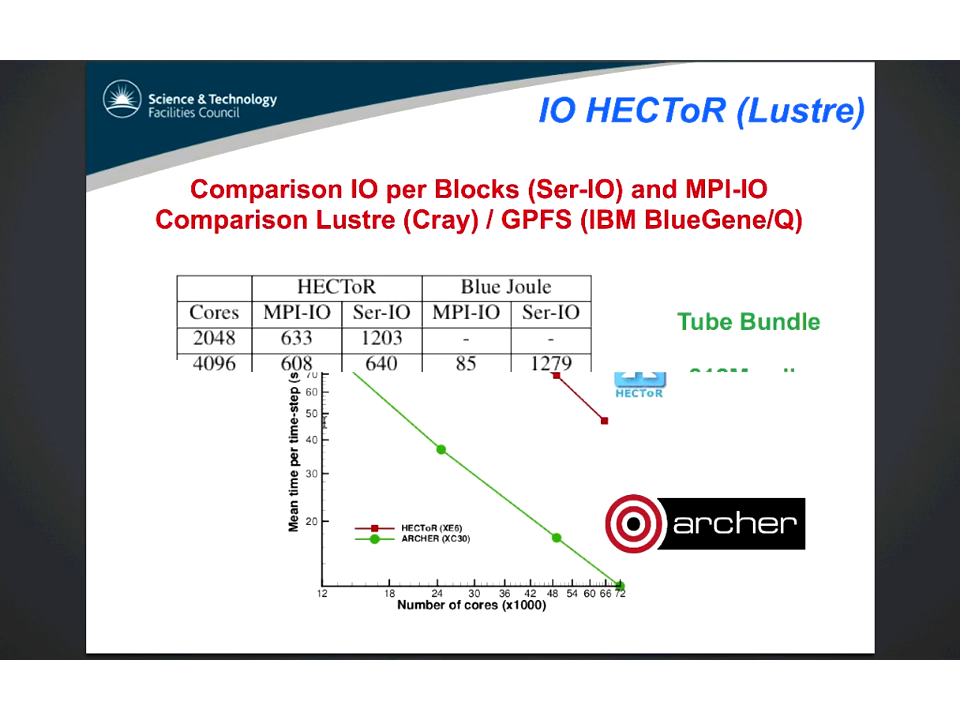 Science & Technology
Facilities Council
IO HECToR (Lustre)
Comparison IO per Blocks (Ser-IO) and MPI-IO
Comparison Lustre (Cray) / GPFS (IBM BlueGene/Q)
HECToR Blue Joule
Cores MPI-IO Ser-IO MPI-IO Ser-IO
2048 633 1203 - -
4096 608 640 85 1279
Tube Bundle
HECToR
70
60
50
40
30
20
Mean time per time-step
archer
HECToR (XE6)
ARCHER (XC30)
12 18 24 30 36 42 48 54 60 66 72
Number of cores (x1000)